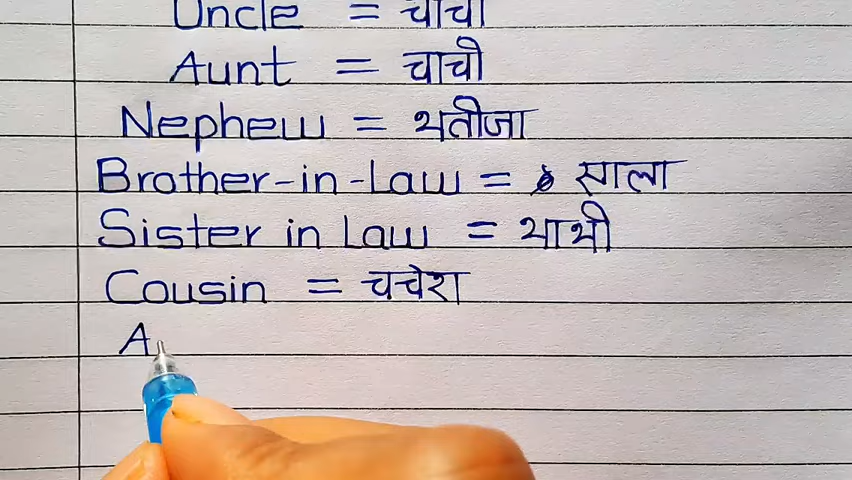 Uncle = चाचा
Aunt = चाची
Nephew = भतीजा
Brother-in-Law = साला
Sister in Law = भाभी
Cousin = चचेरा
A